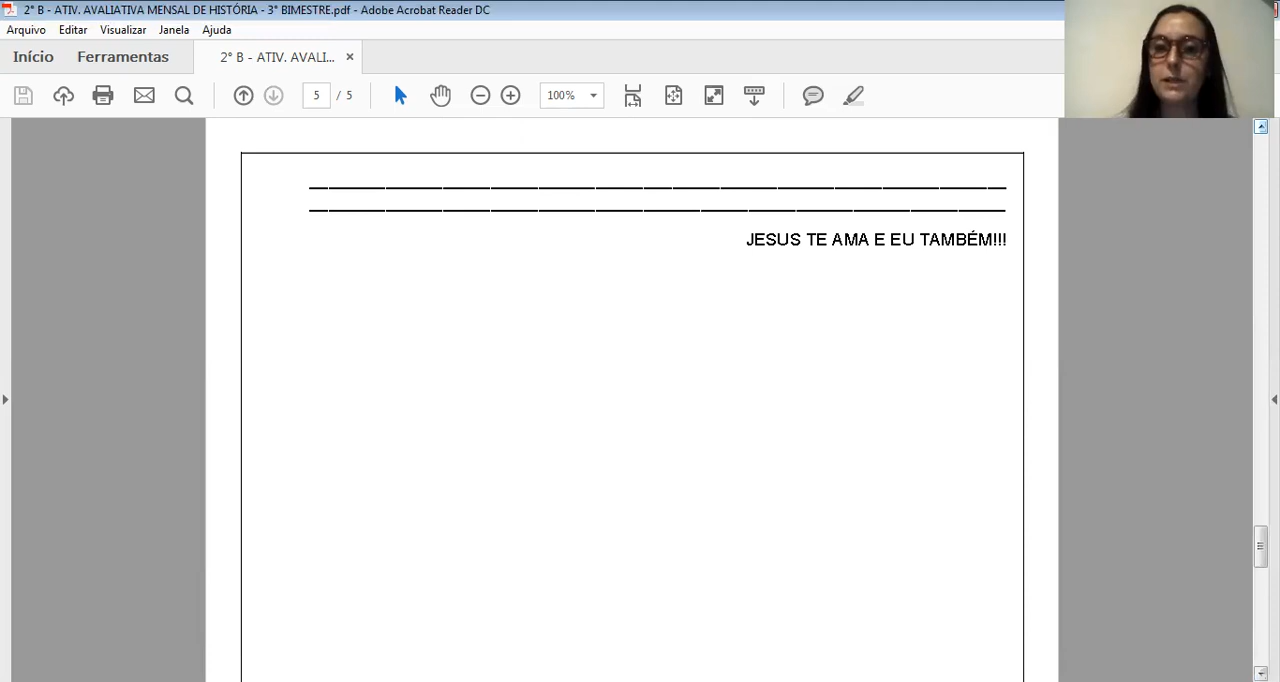 2° B - ATIV. AVALIATIVA MENSAL DE HISTÓRIA - 3° BIMESTRE.pdf - Adobe Acrobat Reader DC
Arquivo Editar Visualizar Janela Ajuda
Início Ferramentas 2° B - ATIV. AVALI... ×
5 / 5 100%
JESUS TE AMA E EU TAMBÉM!!!